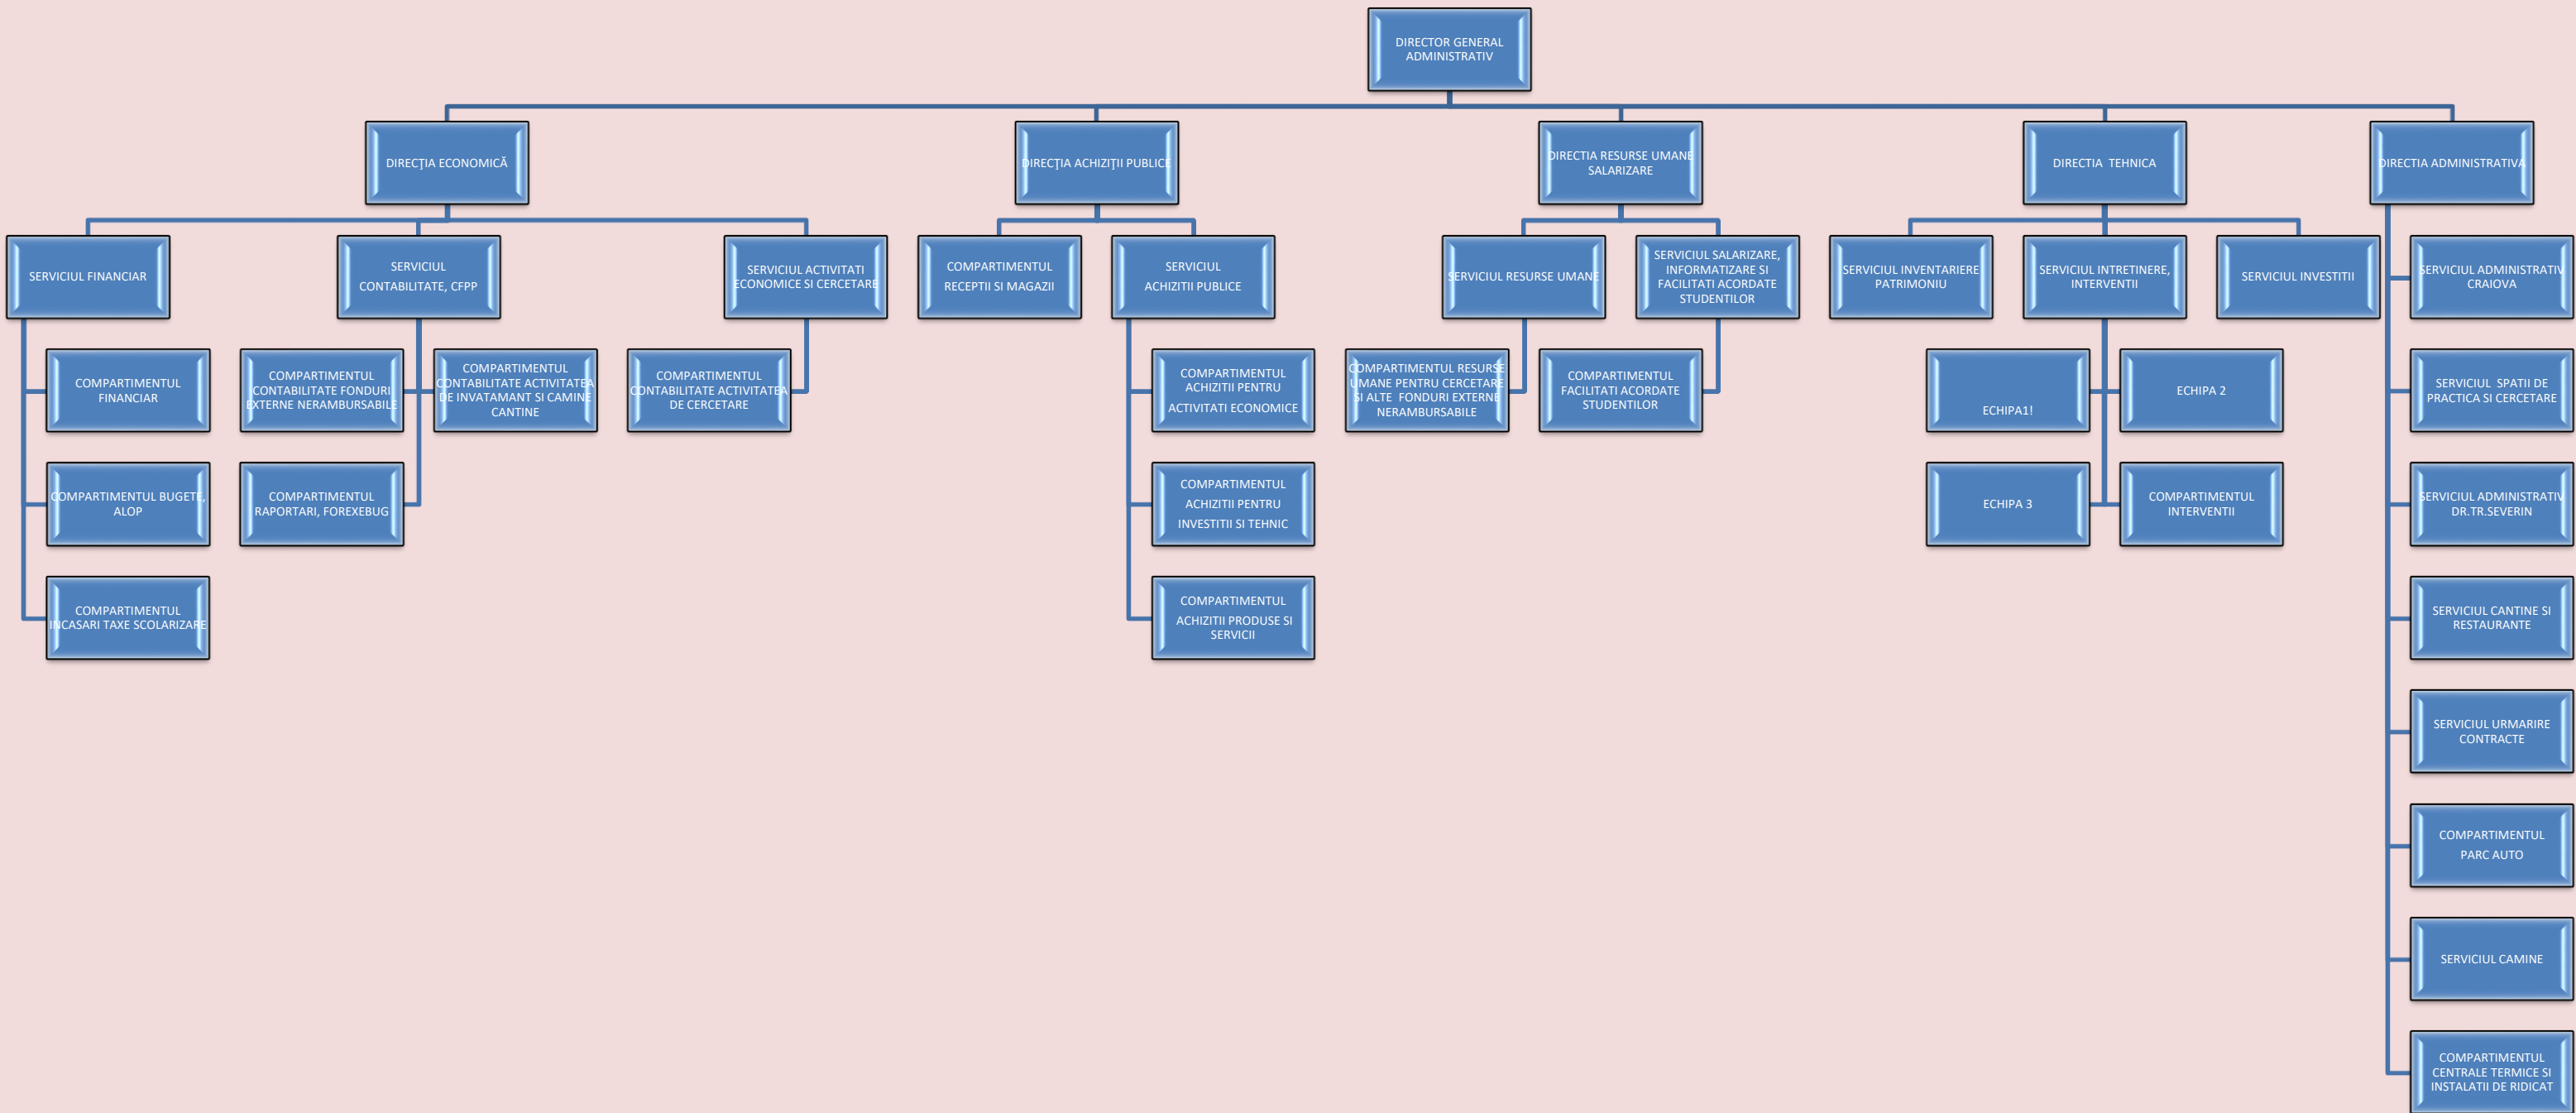 DIRECTOR GENERAL
ADMINISTRATIV
DIRECŢIA ECONOMICĂ
DIRECŢIA ACHIZIŢII PUBLICE
DIRECTIA RESURSE UMANE
SALARIZARE
DIRECTIA TEHNICA
DIRECTIA ADMINISTRATIVA
SERVICIUL FINANCIAR
SERVICIUL
CONTABILITATE, CFPP
SERVICIUL ACTIVITATI
ECONOMICE SI CERCETARE
COMPARTIMENTUL
RECEPTII SI MAGAZII
SERVICIUL
ACHIZITII PUBLICE
SERVICIUL RESURSE UMANE
SERVICIUL SALARIZARE,
INFORMATIZARE SI
FACILITATI ACORDATE
STUDENTILOR
SERVICIUL INVENTARIERE
PATRIMONIU
SERVICIUL INTRETINERE,
INTERVENTII
SERVICIUL INVESTITII
SERVICIUL ADMINISTRATIV
CRAIOVA
COMPARTIMENTUL
FINANCIAR
COMPARTIMENTUL
CONTABILITATE FONDURI
EXTERNE NERAMBURSABILE
COMPARTIMENTUL
CONTABILITATE ACTIVITATEA
DE INVATAMANT SI CAMINE
CANTINE
COMPARTIMENTUL
CONTABILITATE ACTIVITATEA
DE CERCETARE
COMPARTIMENTUL
ACHIZITII PENTRU
ACTIVITATI ECONOMICE
COMPARTIMENTUL RESURSE
UMANE PENTRU CERCETARE
SI ALTE FONDURI EXTERNE
NERAMBURSABILE
COMPARTIMENTUL
FACILITATI ACORDATE
STUDENTILOR
ECHIPA1!
ECHIPA 2
SERVICIUL SPATII DE
PRACTICA SI CERCETARE
COMPARTIMENTUL BUGETE,
ALOP
COMPARTIMENTUL
RAPORTARI, FOREXEBUG
COMPARTIMENTUL
ACHIZITII PENTRU
INVESTITII SI TEHNIC
ECHIPA 3
COMPARTIMENTUL
INTERVENTII
SERVICIUL ADMINISTRATIV
DR.TR.SEVERIN
COMPARTIMENTUL
INCASARI TAXE SCOLARIZARE
COMPARTIMENTUL
ACHIZITII PRODUSE SI
SERVICII
SERVICIUL CANTINE SI
RESTAURANTE
SERVICIUL URMARIRE
CONTRACTE
COMPARTIMENTUL
PARC AUTO
SERVICIUL CAMINE
COMPARTIMENTUL
CENTRALE TERMICE SI
INSTALATII DE RIDICAT